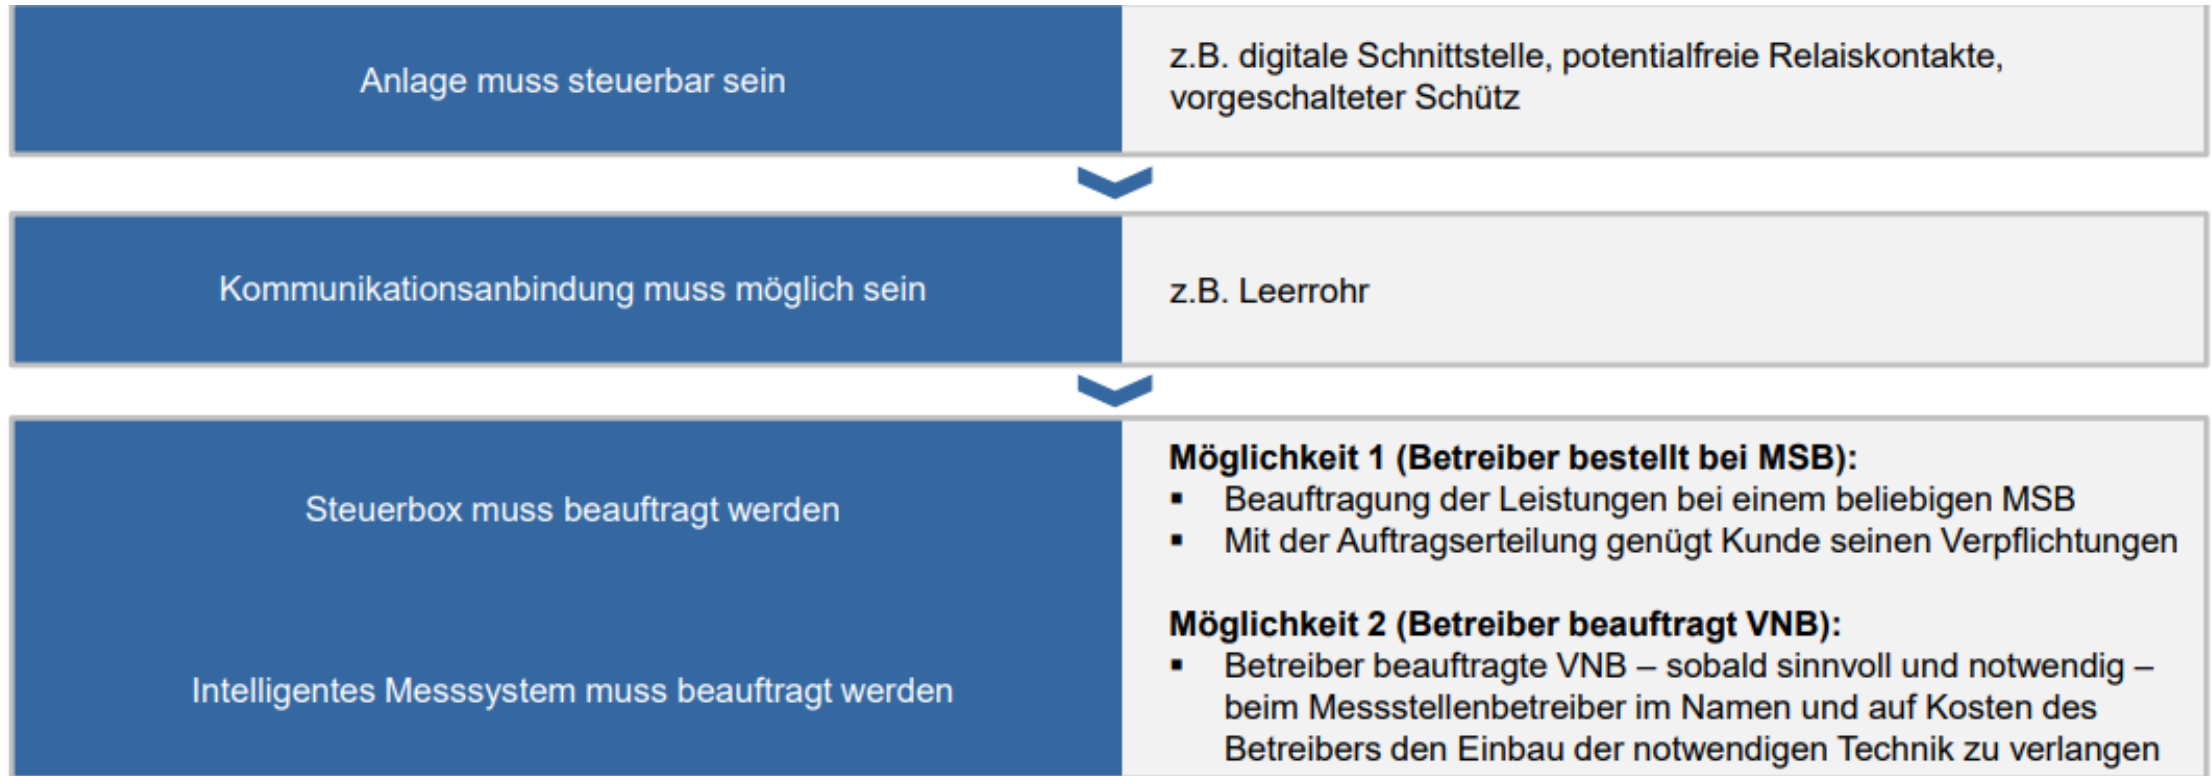 Anlage muss steuerbar sein
z.B. digitale Schnittstelle, potentialfreie Relaiskontakte,
vorgeschalteter Schütz
Kommunikationsanbindung muss möglich sein
z.B. Leerrohr
Steuerbox muss beauftragt werden
Intelligentes Messsystem muss beauftragt werden
Möglichkeit 1 (Betreiber bestellt bei MSB):
▪ Beauftragung der Leistungen bei einem beliebigen MSB
▪ Mit der Auftragserteilung genügt Kunde seinen Verpflichtungen
Möglichkeit 2 (Betreiber beauftragt VNB):
▪ Betreiber beauftragte VNB – sobald sinnvoll und notwendig –
beim Messstellenbetreiber im Namen und auf Kosten des
Betreibers den Einbau der notwendigen Technik zu verlangen